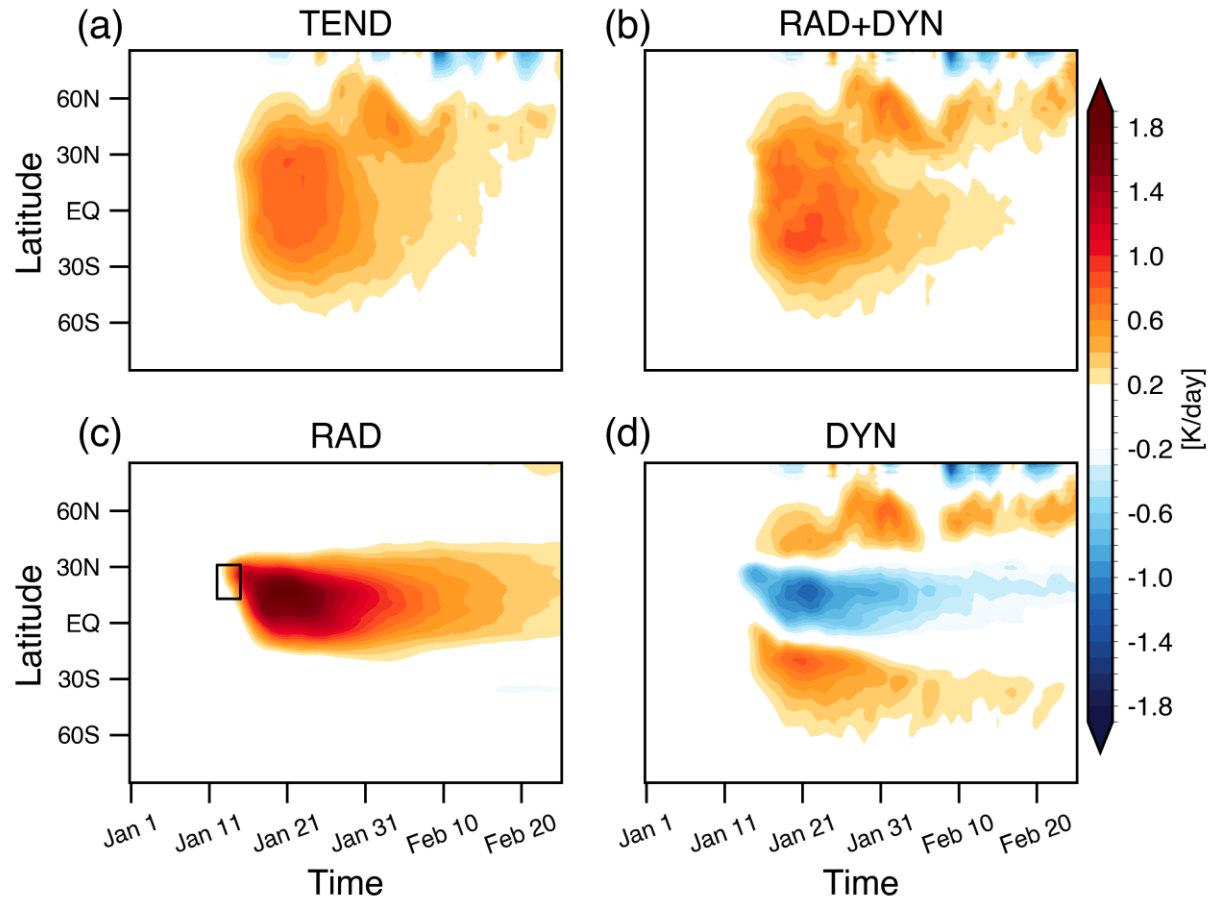 (a) TEND
(b) RAD+DYN
Latitude
60N
30N
EQ
30S
60S
1.8
1.4
1.0
0.6
0.2
-0.2
-0.6
-1.0
-1.4
-1.8
[K/day]
(c) RAD
(d) DYN
Latitude
60N
30N
EQ
30S
60S
Jan 1 Jan 11 Jan 21 Jan 31 Feb 10 Feb 20
Jan 1 Jan 11 Jan 21 Jan 31 Feb 10 Feb 20
Time
Time